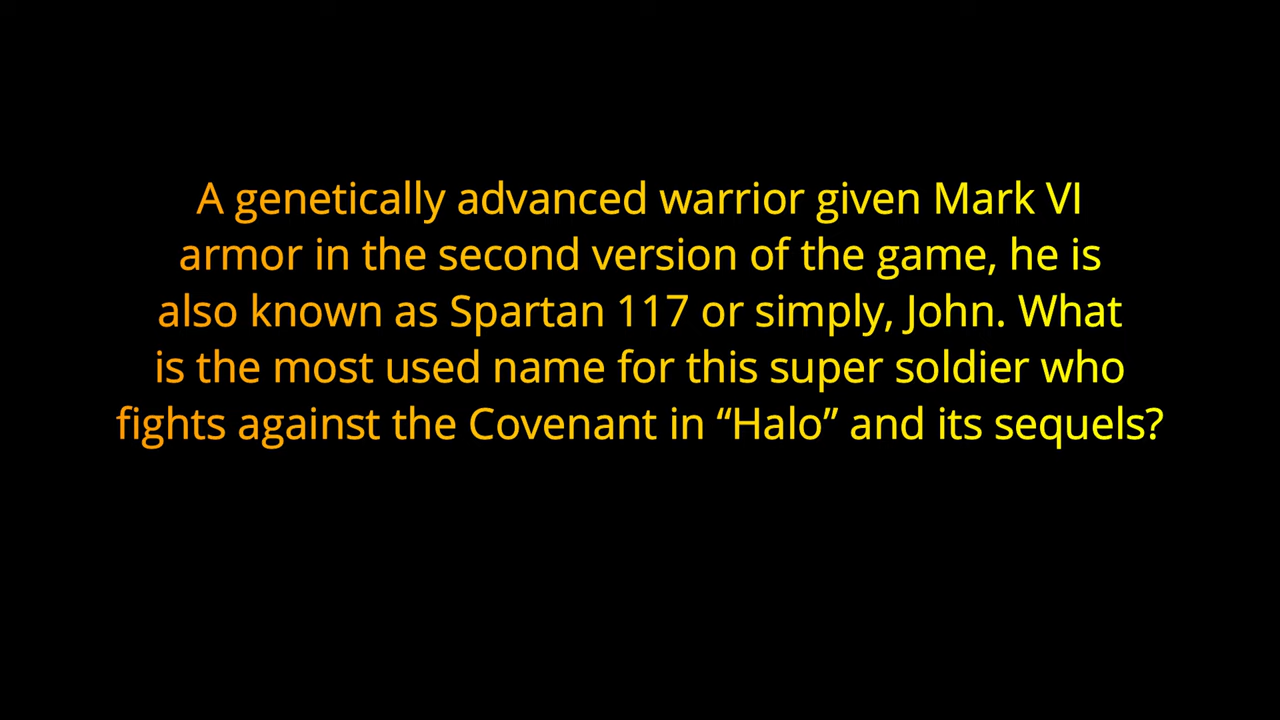 A genetically advanced warrior given Mark VI
armor in the second version of the game, he is
also known as Spartan 117 or simply, John. What
is the most used name for this super soldier who
fights against the Covenant in “Halo” and its sequels?